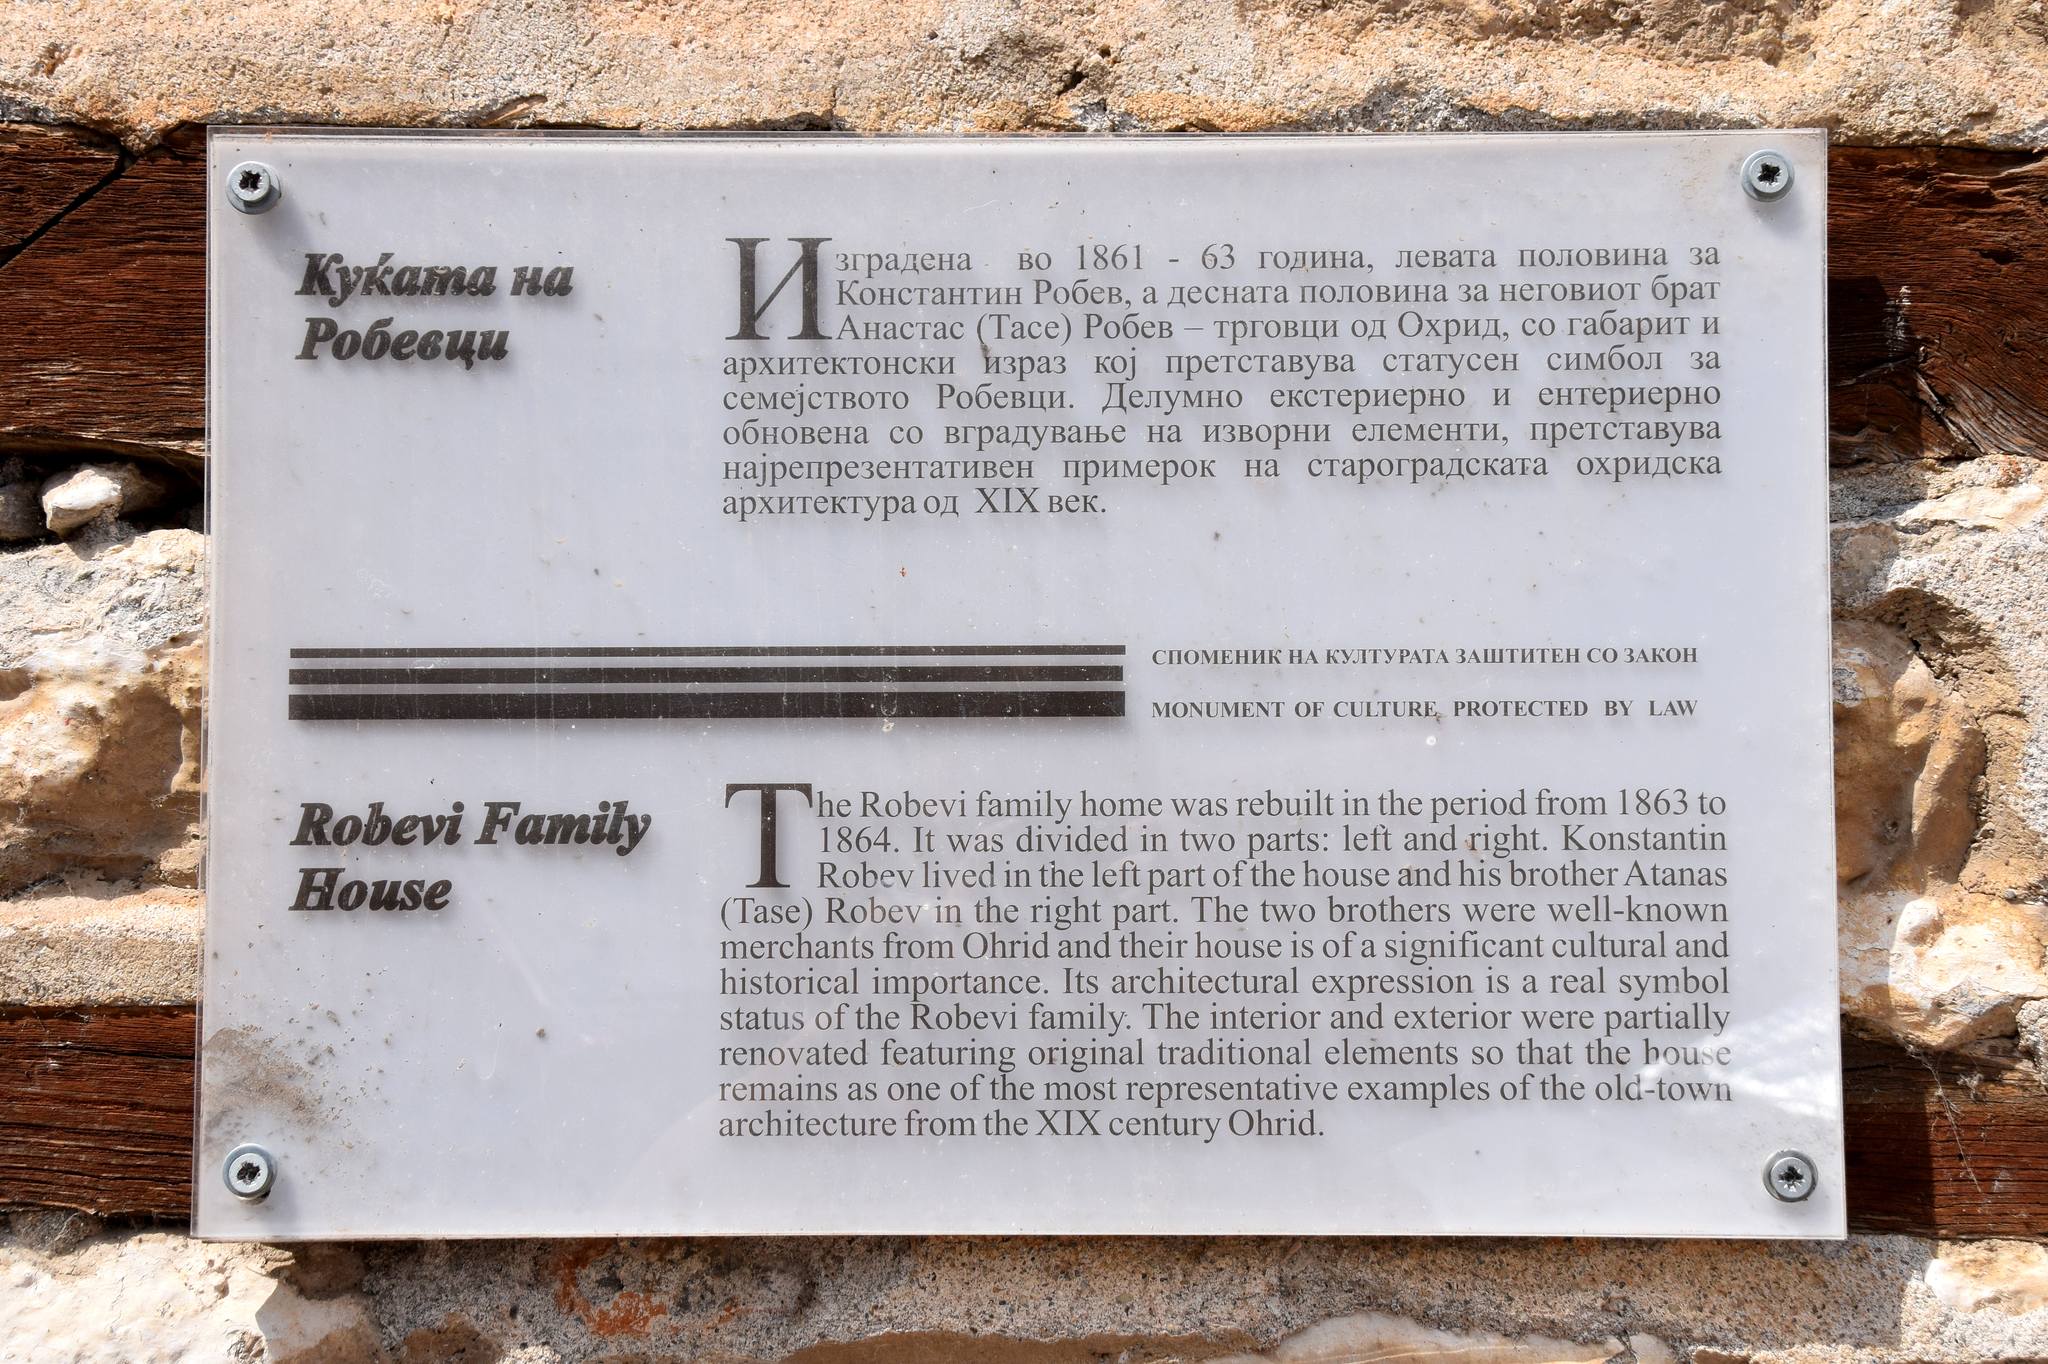 Куќата на
Робевци
Изградена во 1861 - 63 година, левата половина за
Константин Робев, а десната половина за неговиот брат
Анастас (Тасе) Робев – трговци од Охрид, со габарит и
архитектонски израз кој претставува статусен симбол за
семејството Робевци. Делумно екстериерно и ентериерно
обновена со вградување на изворни елементи, претставува
најрепрезентативен примерок на староградската охридска
архитектура од XIX век.
СПОМЕНИК НА КУЛТУРАТА ЗАШТИТЕН СО ЗАКОН
MONUMENT OF CULTURE PROTECTED BY LAW
Robevi Family
House
The Robevi family home was rebuilt in the period from 1863 to
1864. It was divided in two parts: left and right. Konstantin
Robev lived in the left part of the house and his brother Atanas
(Tase) Robev in the right part. The two brothers were well-known
merchants from Ohrid and their house is of a significant cultural and
historical importance. Its architectural expression is a real symbol
status of the Robevi family. The interior and exterior were partially
renovated featuring original traditional elements so that the house
remains as one of the most representative examples of the old-town
architecture from the XIX century Ohrid.